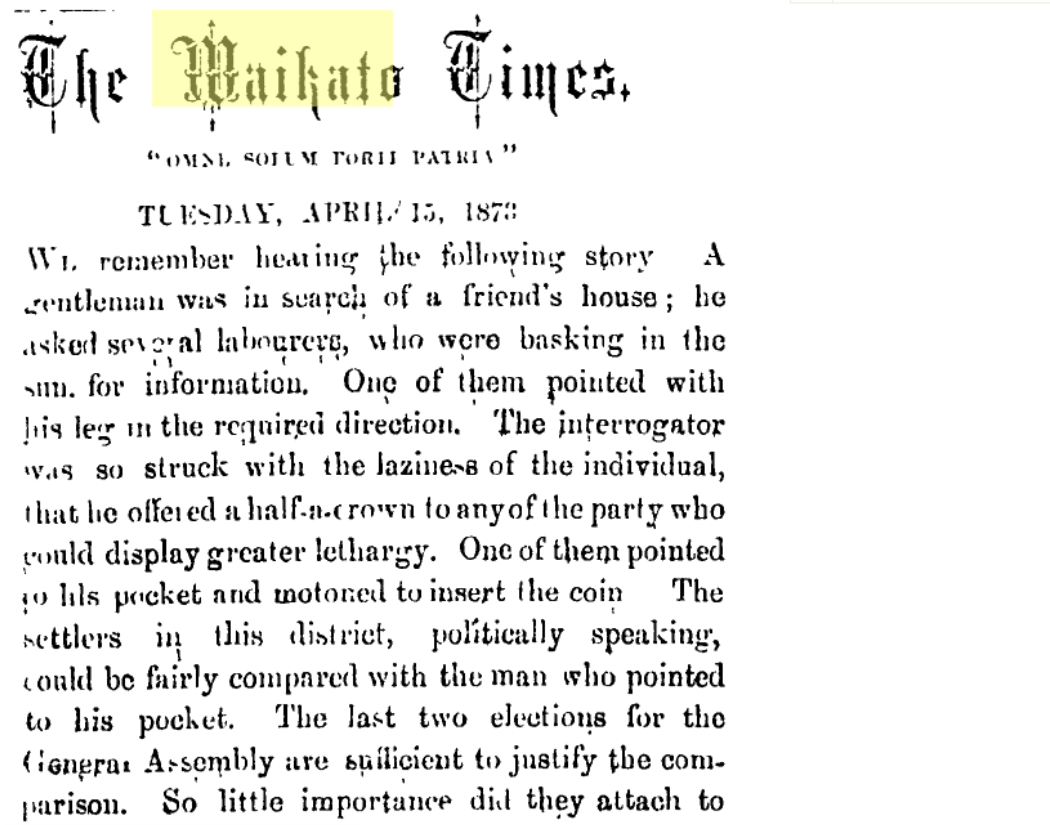 The Waikato Times.
"OMNE SOLUM FORTI PATRIA"
TUESDAY, APRIL 15, 1873
WE remember hearing the following story A
gentleman was in search of a friend's house; he
asked several labourers, who were basking in the
sun. for information. One of them pointed with
his leg in the required direction. The interrogator
was so struck with the laziness of the individual,
that he offered a half-a-crown to any of the party who
could display greater lethargy. One of them pointed
to his pocket and motoned to insert the coin The
settlers in this district, politically speaking,
could be fairly compared with the man who pointed
to his pocket. The last two elections for the
General Assembly are sufficient to justify the com-
parison. So little importance did they attach to